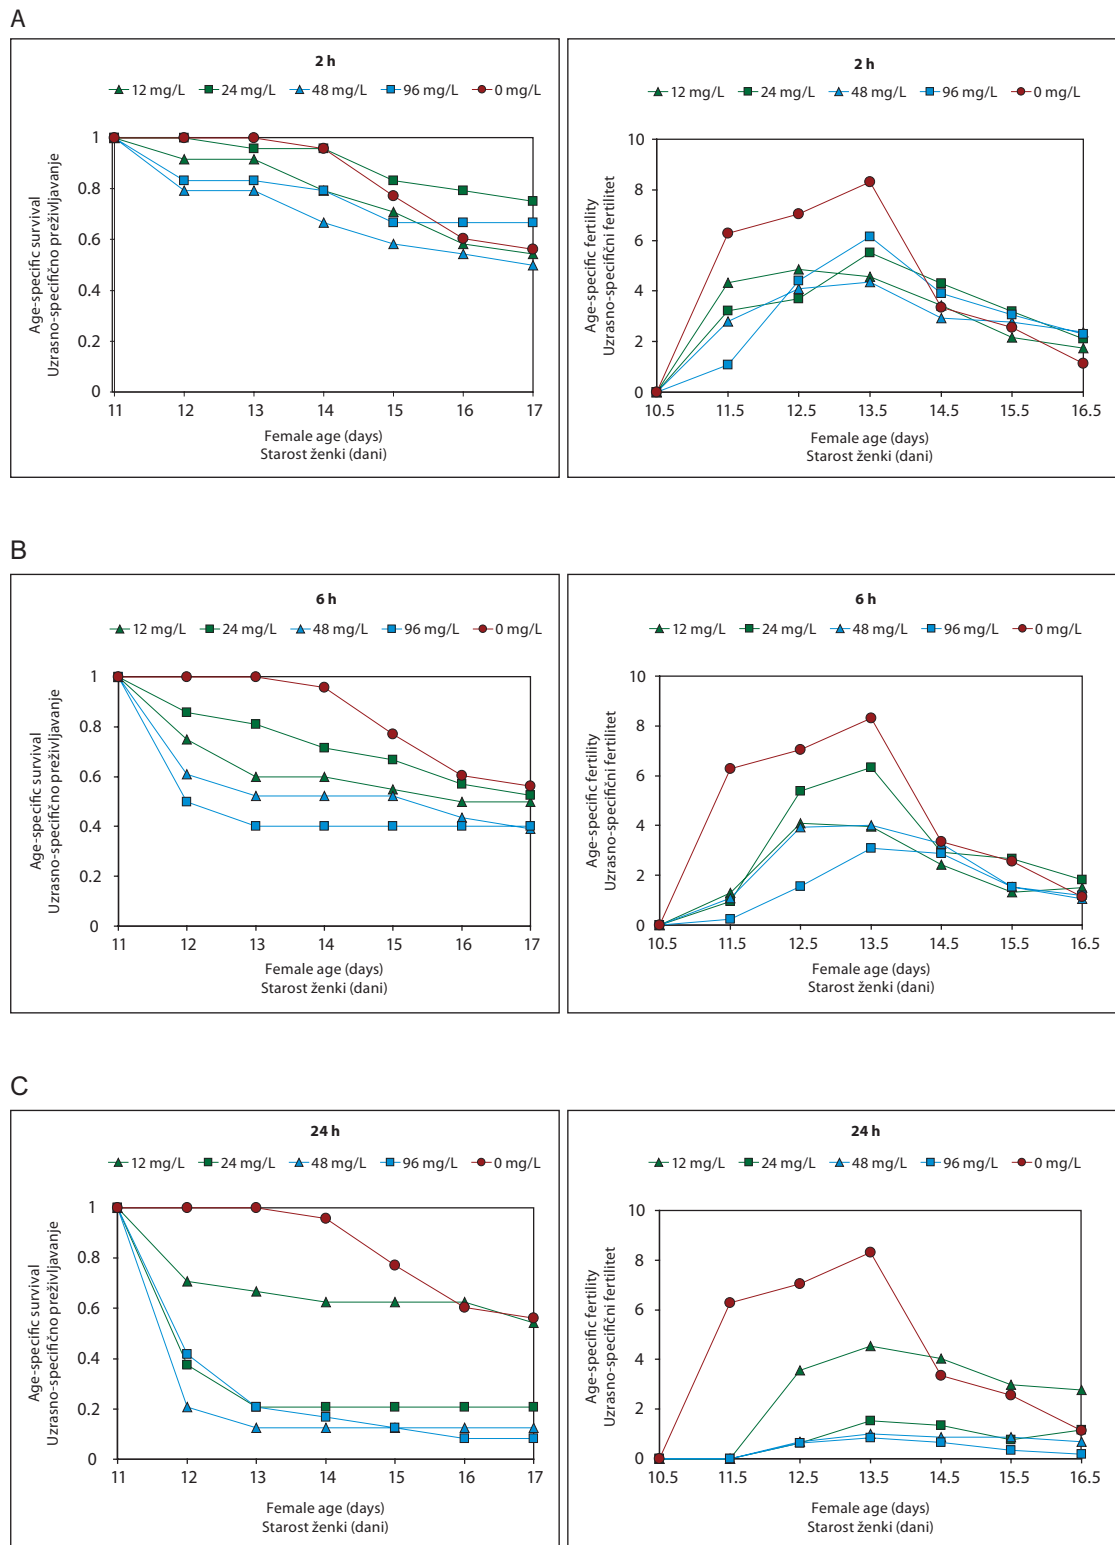 A
2 h
12 mg/L 24 mg/L 48 mg/L 96 mg/L 0 mg/L
Age-specific survival
Uzrasno-specifično preživljavanje
1
0.8
0.6
0.4
0.2
0
11 12 13 14 15 16 17
Female age (days)
Starost ženki (dani)
2 h
12 mg/L 24 mg/L 48 mg/L 96 mg/L 0 mg/L
Age-specific fertility
Uzrasno-specifični fertilitet
10
8
6
4
2
0
10.5 11.5 12.5 13.5 14.5 15.5 16.5
Female age (days)
Starost ženki (dani)
B
6 h
12 mg/L 24 mg/L 48 mg/L 96 mg/L 0 mg/L
Age-specific survival
Uzrasno-specifično preživljavanje
1
0.8
0.6
0.4
0.2
0
11 12 13 14 15 16 17
Female age (days)
Starost ženki (dani)
6 h
12 mg/L 24 mg/L 48 mg/L 96 mg/L 0 mg/L
Age-specific fertility
Uzrasno-specifični fertilitet
10
8
6
4
2
0
10.5 11.5 12.5 13.5 14.5 15.5 16.5
Female age (days)
Starost ženki (dani)
C
24 h
12 mg/L 24 mg/L 48 mg/L 96 mg/L 0 mg/L
Age-specific survival
Uzrasno-specifično preživljavanje
1
0.8
0.6
0.4
0.2
0
11 12 13 14 15 16 17
Female age (days)
Starost ženki (dani)
24 h
12 mg/L 24 mg/L 48 mg/L 96 mg/L 0 mg/L
Age-specific fertility
Uzrasno-specifični fertilitet
10
8
6
4
2
0
10.5 11.5 12.5 13.5 14.5 15.5 16.5
Female age (days)
Starost ženki (dani)